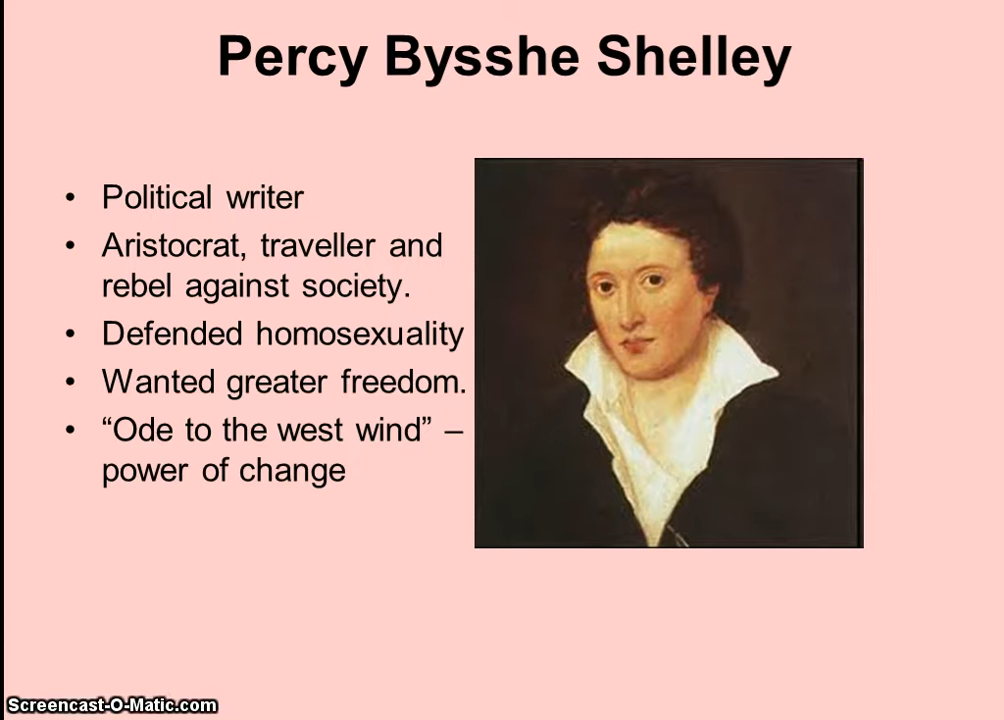 Percy Bysshe Shelley
• Political writer
• Aristocrat, traveller and
rebel against society.
• Defended homosexuality
• Wanted greater freedom.
• “Ode to the west wind” –
power of change
Screencast-O-Matic.com